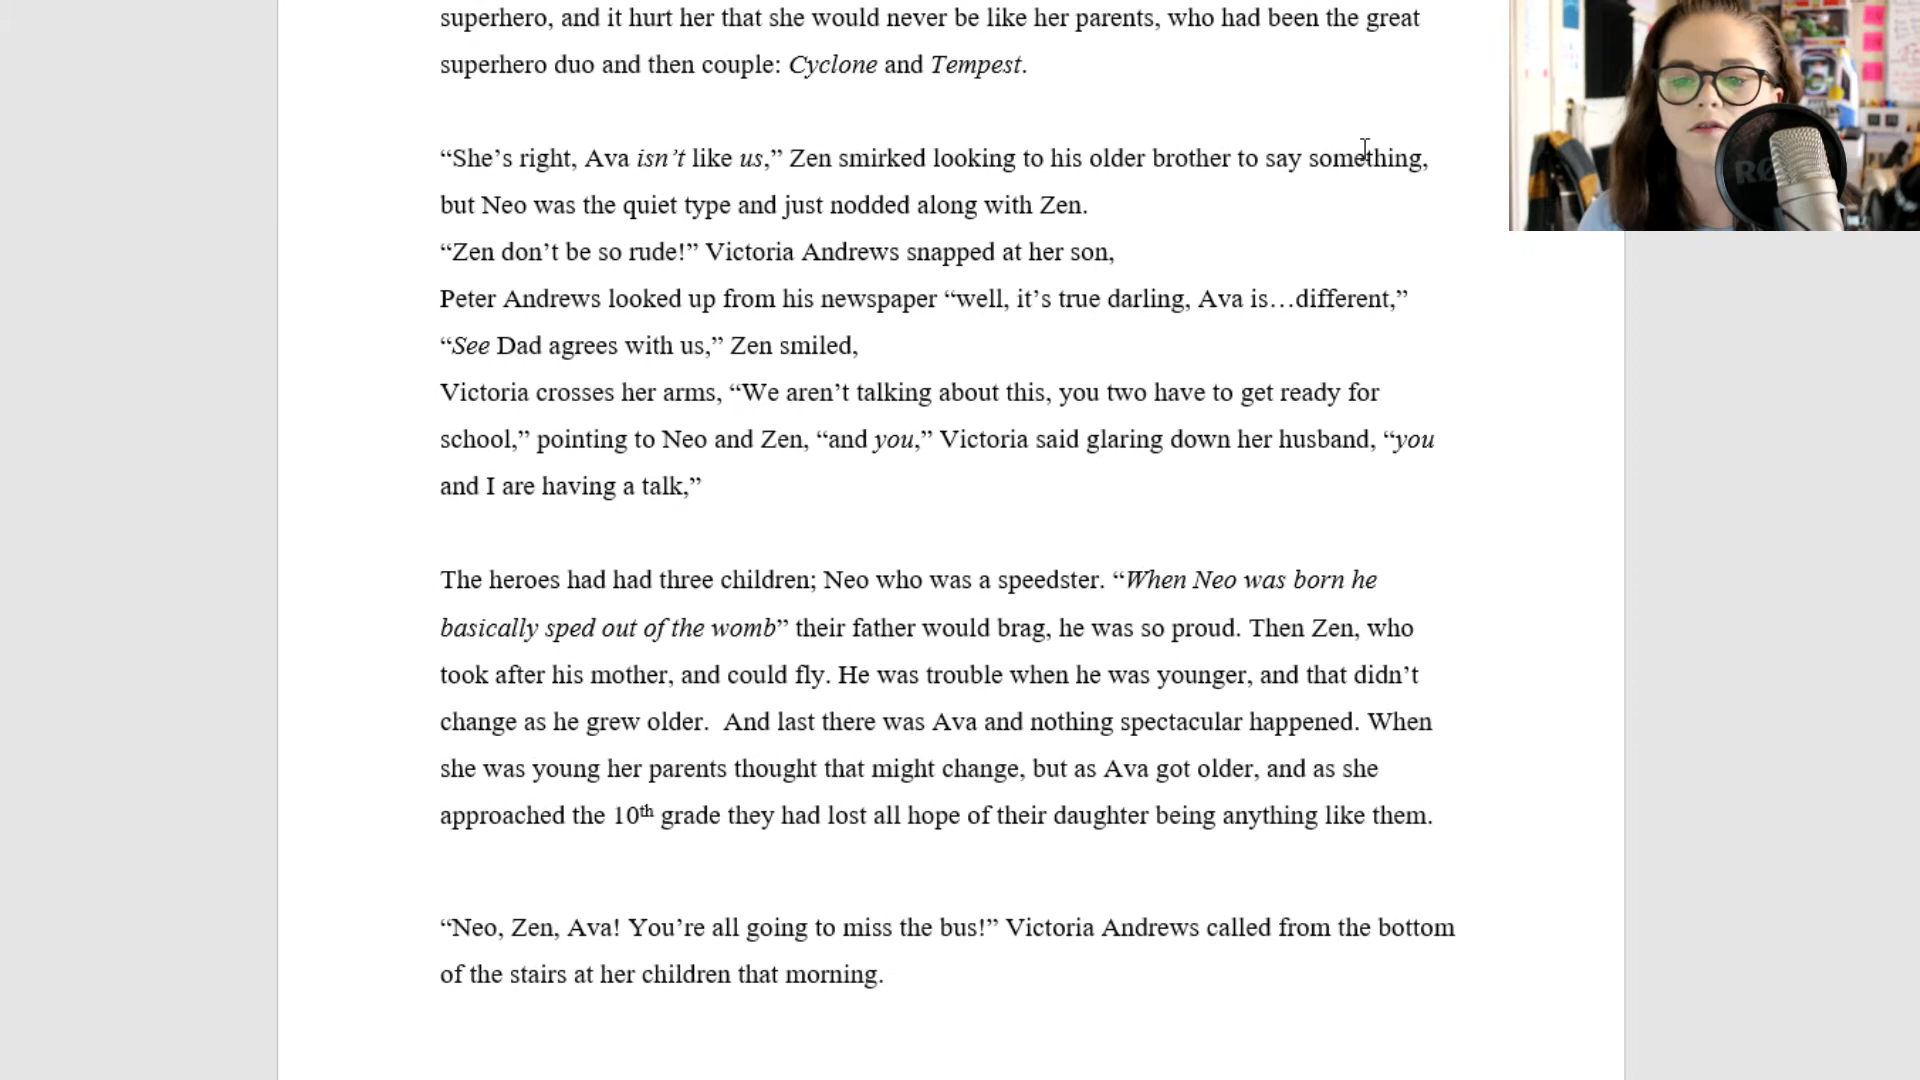 superhero, and it hurt her that she would never be like her parents, who had been the great
superhero duo and then couple: Cyclone and Tempest.
“She’s right, Ava isn’t like us,” Zen smirked looking to his older brother to say something,
but Neo was the quiet type and just nodded along with Zen.
“Zen don’t be so rude!” Victoria Andrews snapped at her son,
Peter Andrews looked up from his newspaper “well, it’s true darling, Ava is…different,”
“See Dad agrees with us,” Zen smiled,
Victoria crosses her arms, “We aren’t talking about this, you two have to get ready for
school,” pointing to Neo and Zen, “and you,” Victoria said glaring down her husband, “you
and I are having a talk,”
The heroes had had three children; Neo who was a speedster. “When Neo was born he
basically sped out of the womb” their father would brag, he was so proud. Then Zen, who
took after his mother, and could fly. He was trouble when he was younger, and that didn’t
change as he grew older.  And last there was Ava and nothing spectacular happened. When
she was young her parents thought that might change, but as Ava got older, and as she
approached the 10th grade they had lost all hope of their daughter being anything like them.
“Neo, Zen, Ava! You’re all going to miss the bus!” Victoria Andrews called from the bottom
of the stairs at her children that morning.